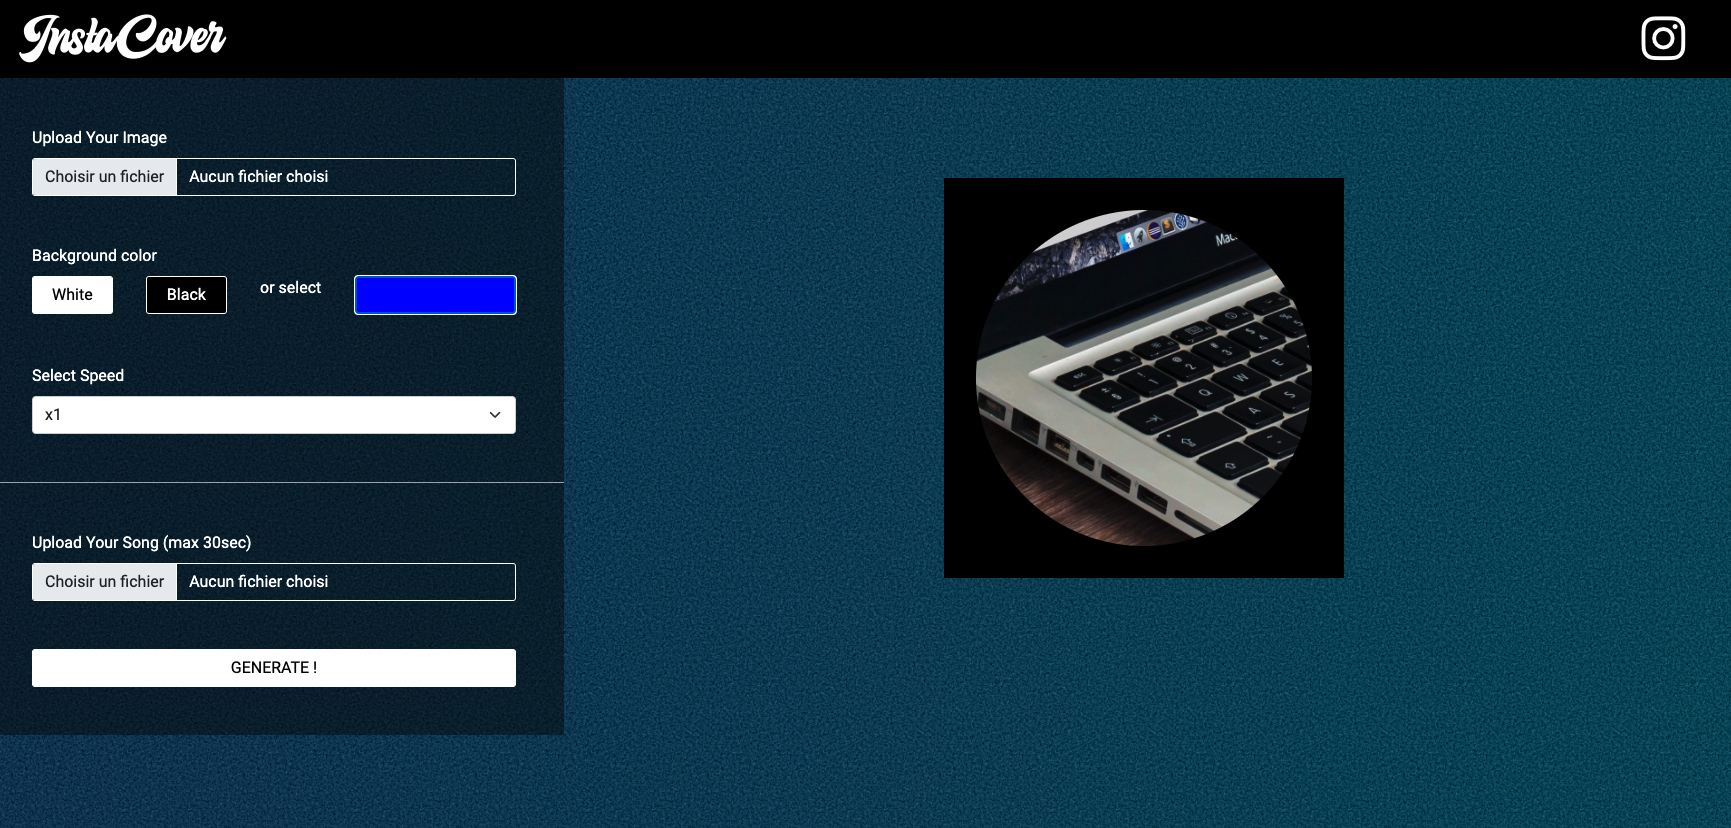 InstaCover
Upload Your Image
Choisir un fichier Aucun fichier choisi
Background color
White Black or select
Select Speed
x1
Upload Your Song (max 30sec)
Choisir un fichier Aucun fichier choisi
GENERATE !